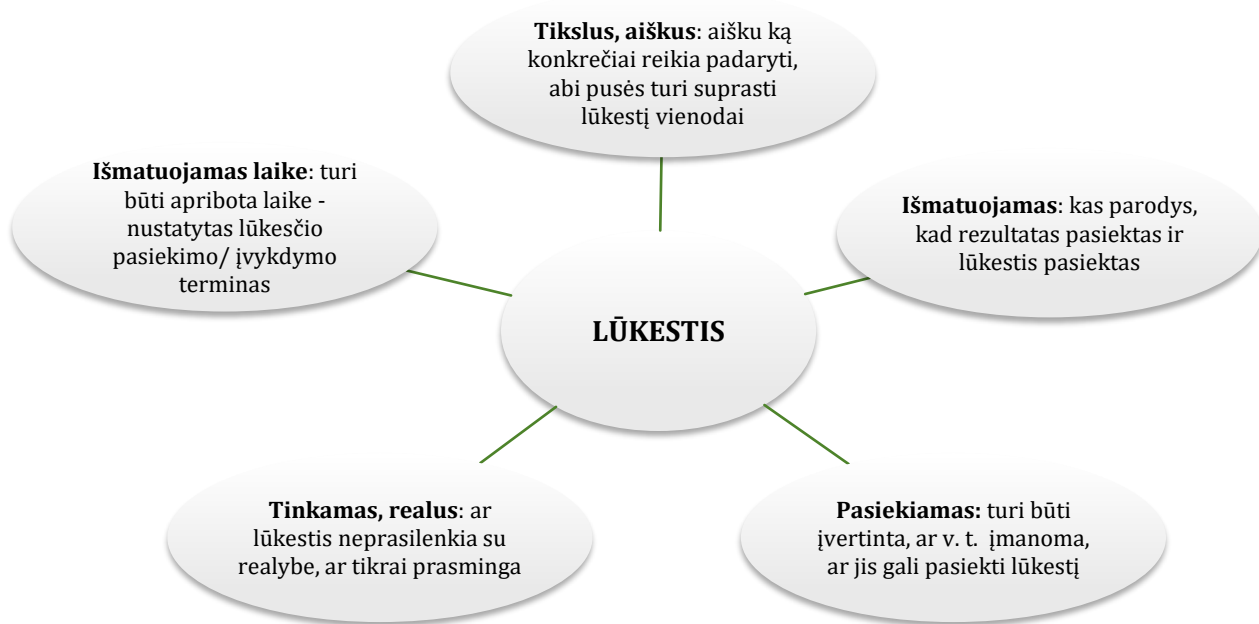 Tikslus, aiškus: aišku ką
konkrečiai reikia padaryti,
abi pusės turi suprasti
lūkestį vienodai
Išmatuojamas laike: turi
būti apribota laike -
nustatytas lūkesčio
pasiekimo/ įvykdymo
terminas
Išmatuojamas: kas parodys,
kad rezultatas pasiektas ir
lūkestis pasiektas
LŪKESTIS
Tinkamas, realus: ar
lūkestis neprasilenkia su
realybe, ar tikrai prasminga
Pasiekiamas: turi būti
įvertinta, ar v. t. įmanoma,
ar jis gali pasiekti lūkestį